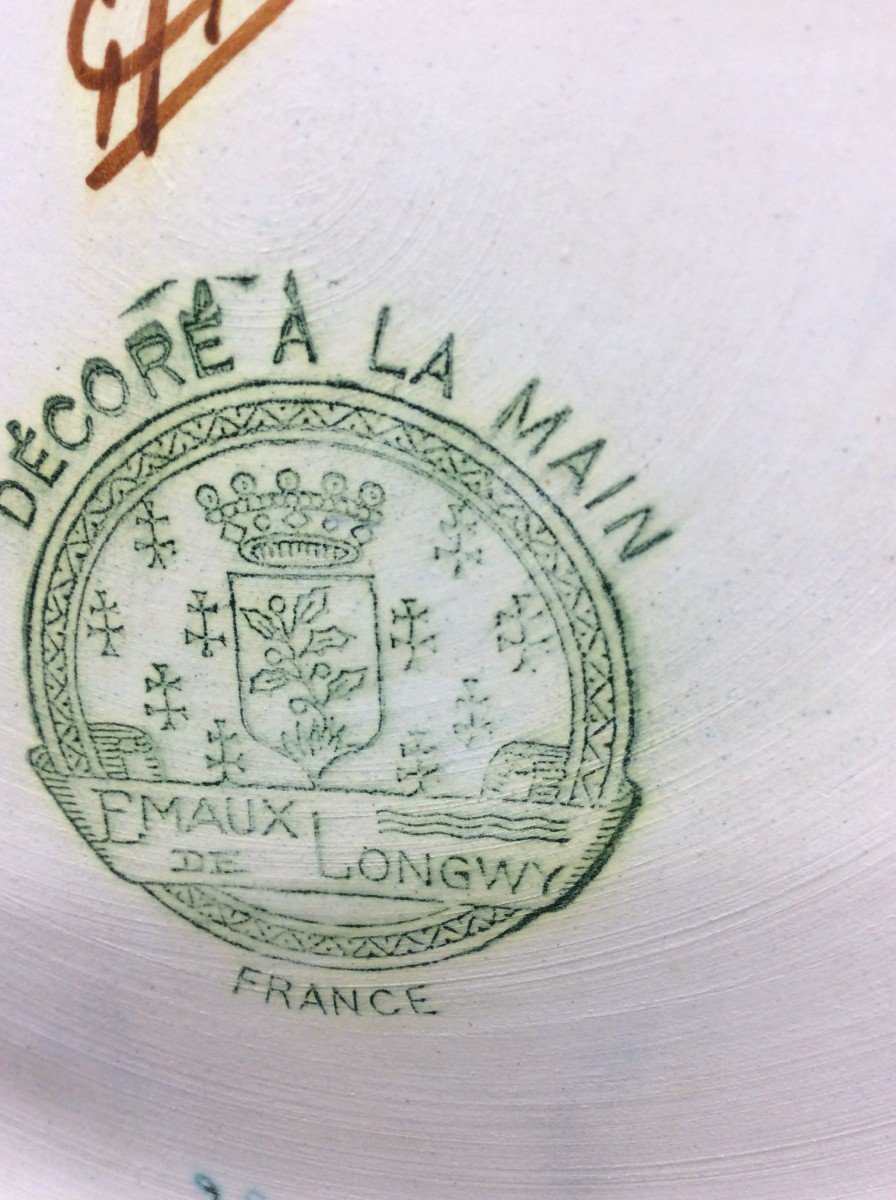 DÉCORÉ À LA MAIN
EMAUX
DE LONGWY
FRANCE